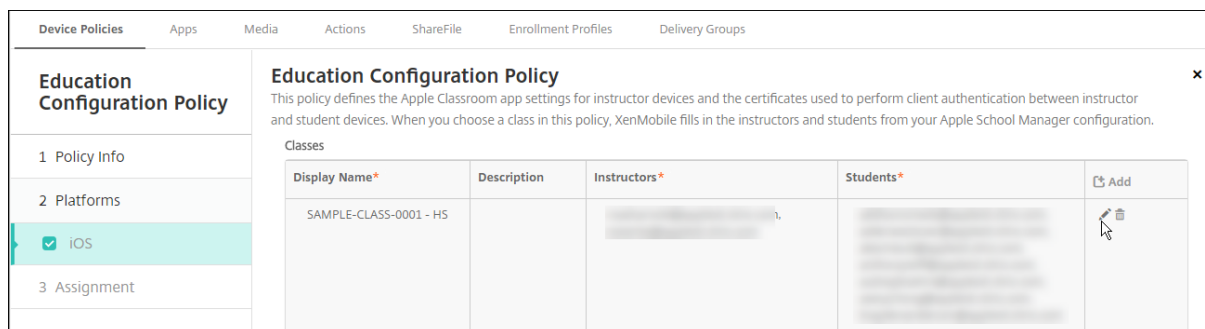 Device Policies Apps Media Actions ShareFile Enrollment Profiles Delivery Groups
Education
Configuration Policy
1 Policy Info
2 Platforms
iOS
3 Assignment
Education Configuration Policy
This policy defines the Apple Classroom app settings for instructor devices and the certificates used to perform client authentication between instructor
and student devices. When you choose a class in this policy, XenMobile fills in the instructors and students from your Apple School Manager configuration.
Classes
Display Name* Description Instructors* Students* Add
SAMPLE-CLASS-0001 - HS